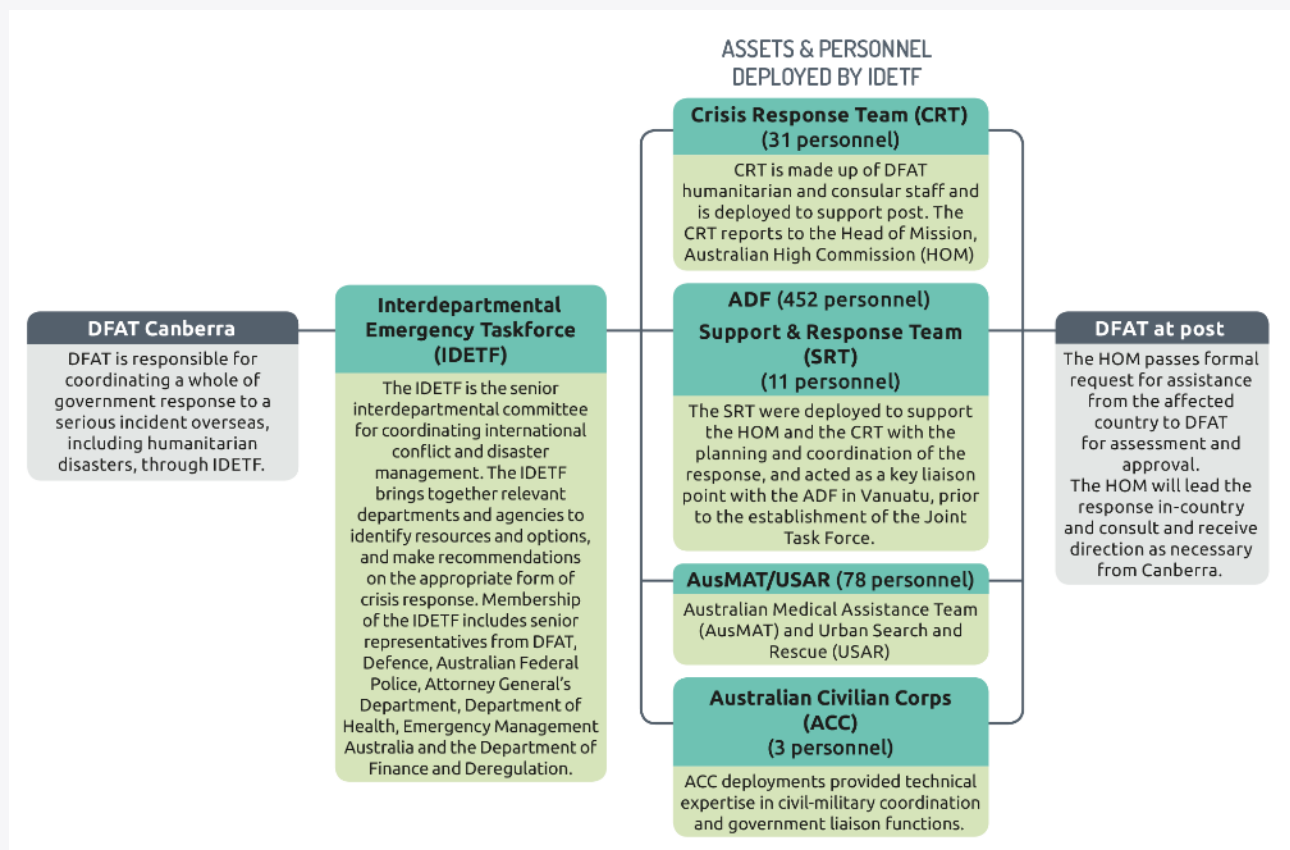 ASSETS & PERSONNEL
DEPLOYED BY IDETF
DFAT Canberra
DFAT is responsible for
coordinating a whole of
government response to a
serious incident overseas,
including humanitarian
disasters, through IDETF.
Interdepartmental
Emergency Taskforce
(IDETF)
The IDETF is the senior
interdepartmental committee
for coordinating international
conflict and disaster
management. The IDETF
brings together relevant
departments and agencies to
identify resources and options,
and make recommendations
on the appropriate form of
crisis response. Membership
of the IDETF includes senior
representatives from DFAT,
Defence, Australian Federal
Police, Attorney General's
Department, Department of
Health, Emergency Management
Australia and the Department of
Finance and Deregulation.
Crisis Response Team (CRT)
(31 personnel)
CRT is made up of DFAT
humanitarian and consular staff and
is deployed to support post. The
CRT reports to the Head of Mission,
Australian High Commission (HOM)
ADF (452 personnel)
Support & Response Team
(SRT)
(11 personnel)
The SRT were deployed to support
the HOM and the CRT with the
planning and coordination of the
response, and acted as a key liaison
point with the ADF in Vanuatu, prior
to the establishment of the Joint
Task Force.
AusMAT/USAR (78 personnel)
Australian Medical Assistance Team
(AusMAT) and Urban Search and
Rescue (USAR)
Australian Civilian Corps
(ACC)
(3 personnel)
ACC deployments provided technical
expertise in civil-military coordination
and government liaison functions.
DFAT at post
The HOM passes formal
request for assistance
from the affected
country to DFAT
for assessment and
approval.
The HOM will lead the
response in-country
and consult and receive
direction as necessary
from Canberra.